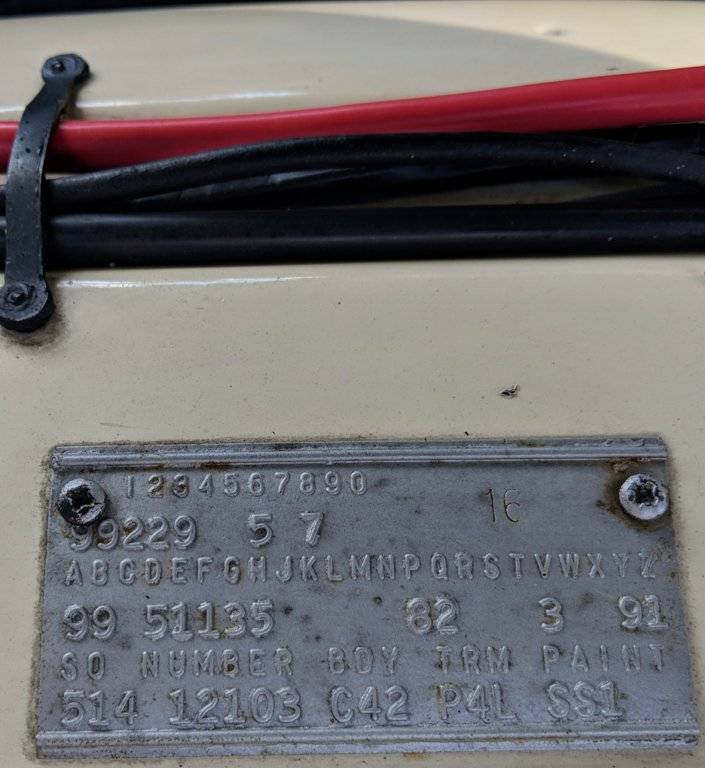 1234567890
16
99229 5 7
ABCDEFGHJKLMNPQRSTVWXYZ
99 51135 82 3 91
SO NUMBER BDY TRM PAINT
514 12103 C42 P4L SS1